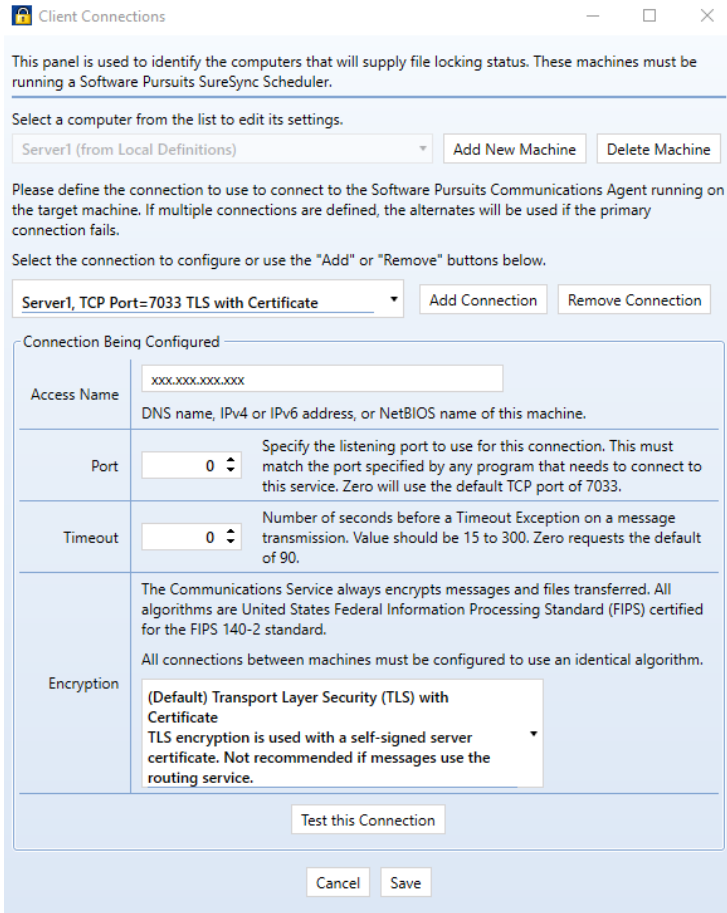 Client Connections
This panel is used to identify the computers that will supply file locking status. These machines must be
running a Software Pursuits SureSync Scheduler.
Select a computer from the list to edit its settings.
Server1 (from Local Definitions) Add New Machine Delete Machine
Please define the connection to use to connect to the Software Pursuits Communications Agent running on
the target machine. If multiple connections are defined, the alternates will be used if the primary
connection fails.
Select the connection to configure or use the "Add" or "Remove" buttons below.
Server1, TCP Port=7033 TLS with Certificate Add Connection Remove Connection
Connection Being Configured
Access Name
xxx.xxx.xxx.xxx
DNS name, IPv4 or IPv6 address, or NetBIOS name of this machine.
Port
0
Specify the listening port to use for this connection. This must
match the port specified by any program that needs to connect to
this service. Zero will use the default TCP port of 7033.
Timeout
0
Number of seconds before a Timeout Exception on a message
transmission. Value should be 15 to 300. Zero requests the default
of 90.
Encryption
The Communications Service always encrypts messages and files transferred. All
algorithms are United States Federal Information Processing Standard (FIPS) certified
for the FIPS 140-2 standard.
All connections between machines must be configured to use an identical algorithm.
(Default) Transport Layer Security (TLS) with
Certificate
TLS encryption is used with a self-signed server
certificate. Not recommended if messages use the
routing service.
Test this Connection
Cancel Save